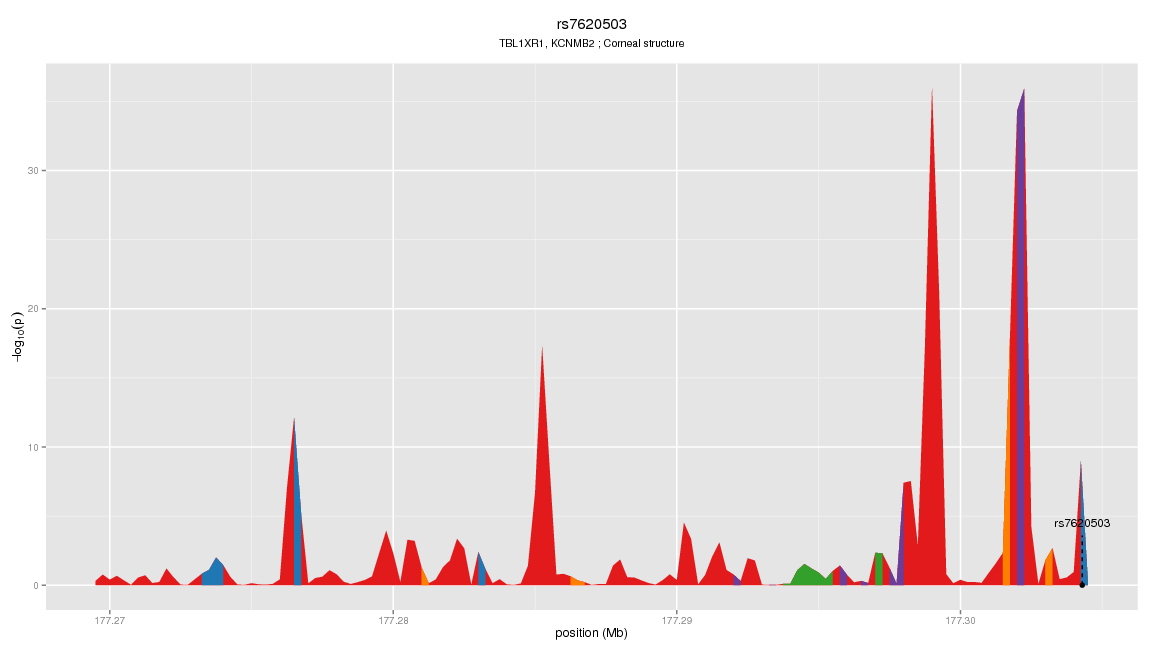 rs7620503
TBL1XR1, KCNMB2 ; Corneal structure
30
20
10
0
−log10(p)
rs7620503
177.27
177.28
177.29
177.30
position (Mb)